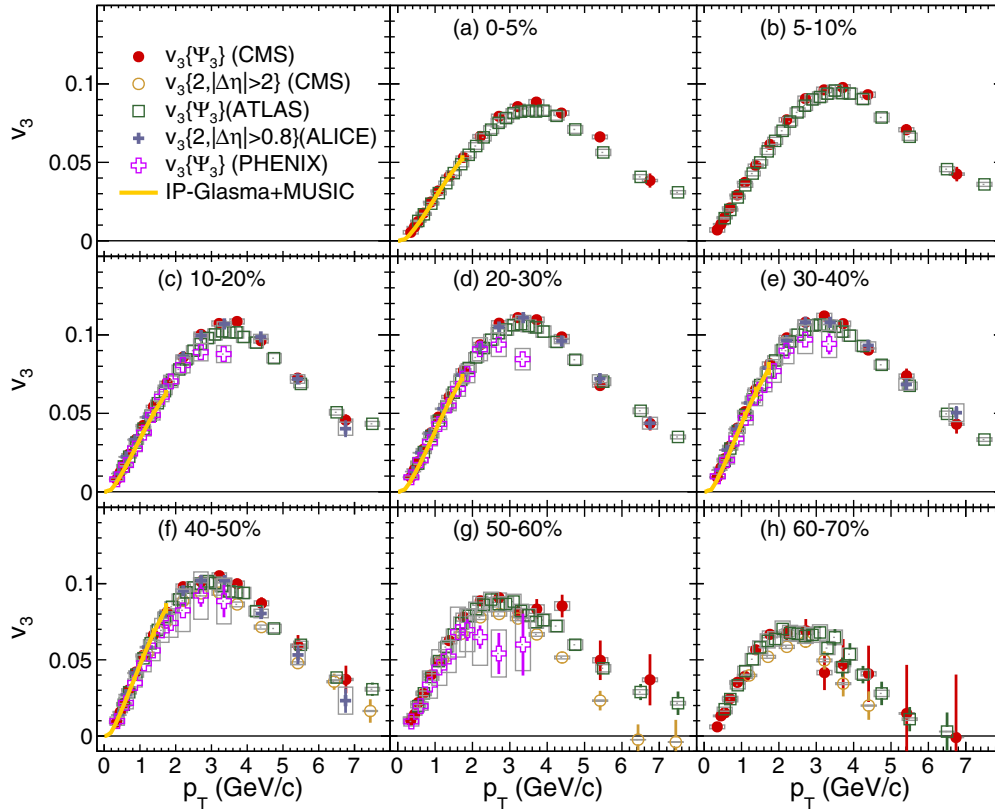 (a) 0-5%
(b) 5-10%
v₃{Ψ₃} (CMS)
v₃{2,|Δη|>2} (CMS)
v₃{Ψ₃}(ATLAS)
v₃{2,|Δη|>0.8}(ALICE)
v₃{Ψ₃} (PHENIX)
IP-Glasma+MUSIC
v₃
0.1
0.05
0
(c) 10-20%
(d) 20-30%
(e) 30-40%
v₃
0.1
0.05
0
(f) 40-50%
(g) 50-60%
(h) 60-70%
v₃
0.1
0.05
0
0 1 2 3 4 5 6 7
0 1 2 3 4 5 6 7
0 1 2 3 4 5 6 7
p_T (GeV/c)
p_T (GeV/c)
p_T (GeV/c)